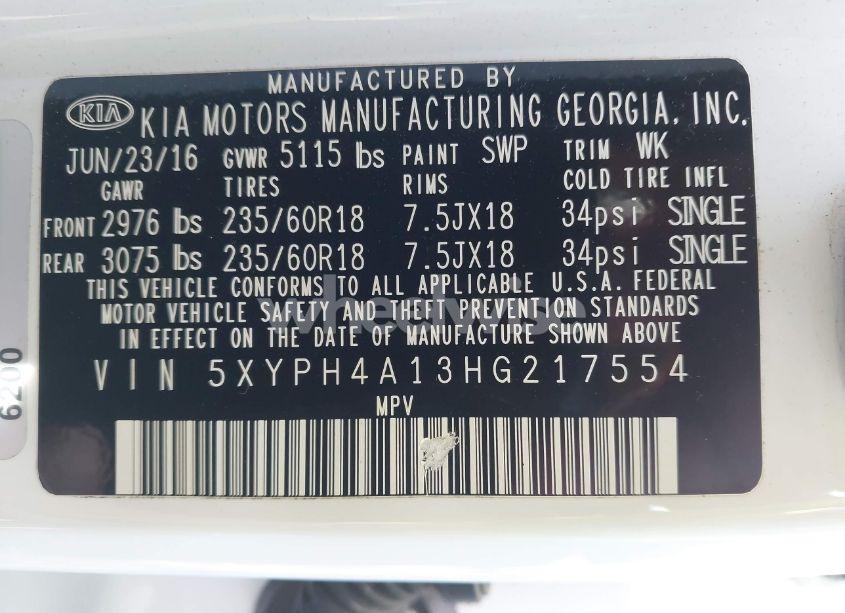 MANUFACTURED BY
KIA KIA MOTORS MANUFACTURING GEORGIA, INC.
JUN/23/16 GVWR 5115 lbs PAINT SWP TRIM WK
GAWR TIRES RIMS COLD TIRE INFL
FRONT 2976 lbs 235/60R18 7.5JX18 34psi SINGLE
REAR 3075 lbs 235/60R18 7.5JX18 34psi SINGLE
THIS VEHICLE CONFORMS TO ALL APPLICABLE U.S.A. FEDERAL
MOTOR VEHICLE SAFETY AND THEFT PREVENTION STANDARDS
IN EFFECT ON THE DATE OF MANUFACTURE SHOWN ABOVE
VIN 5XYPH4A13HG217554
MPV
6200